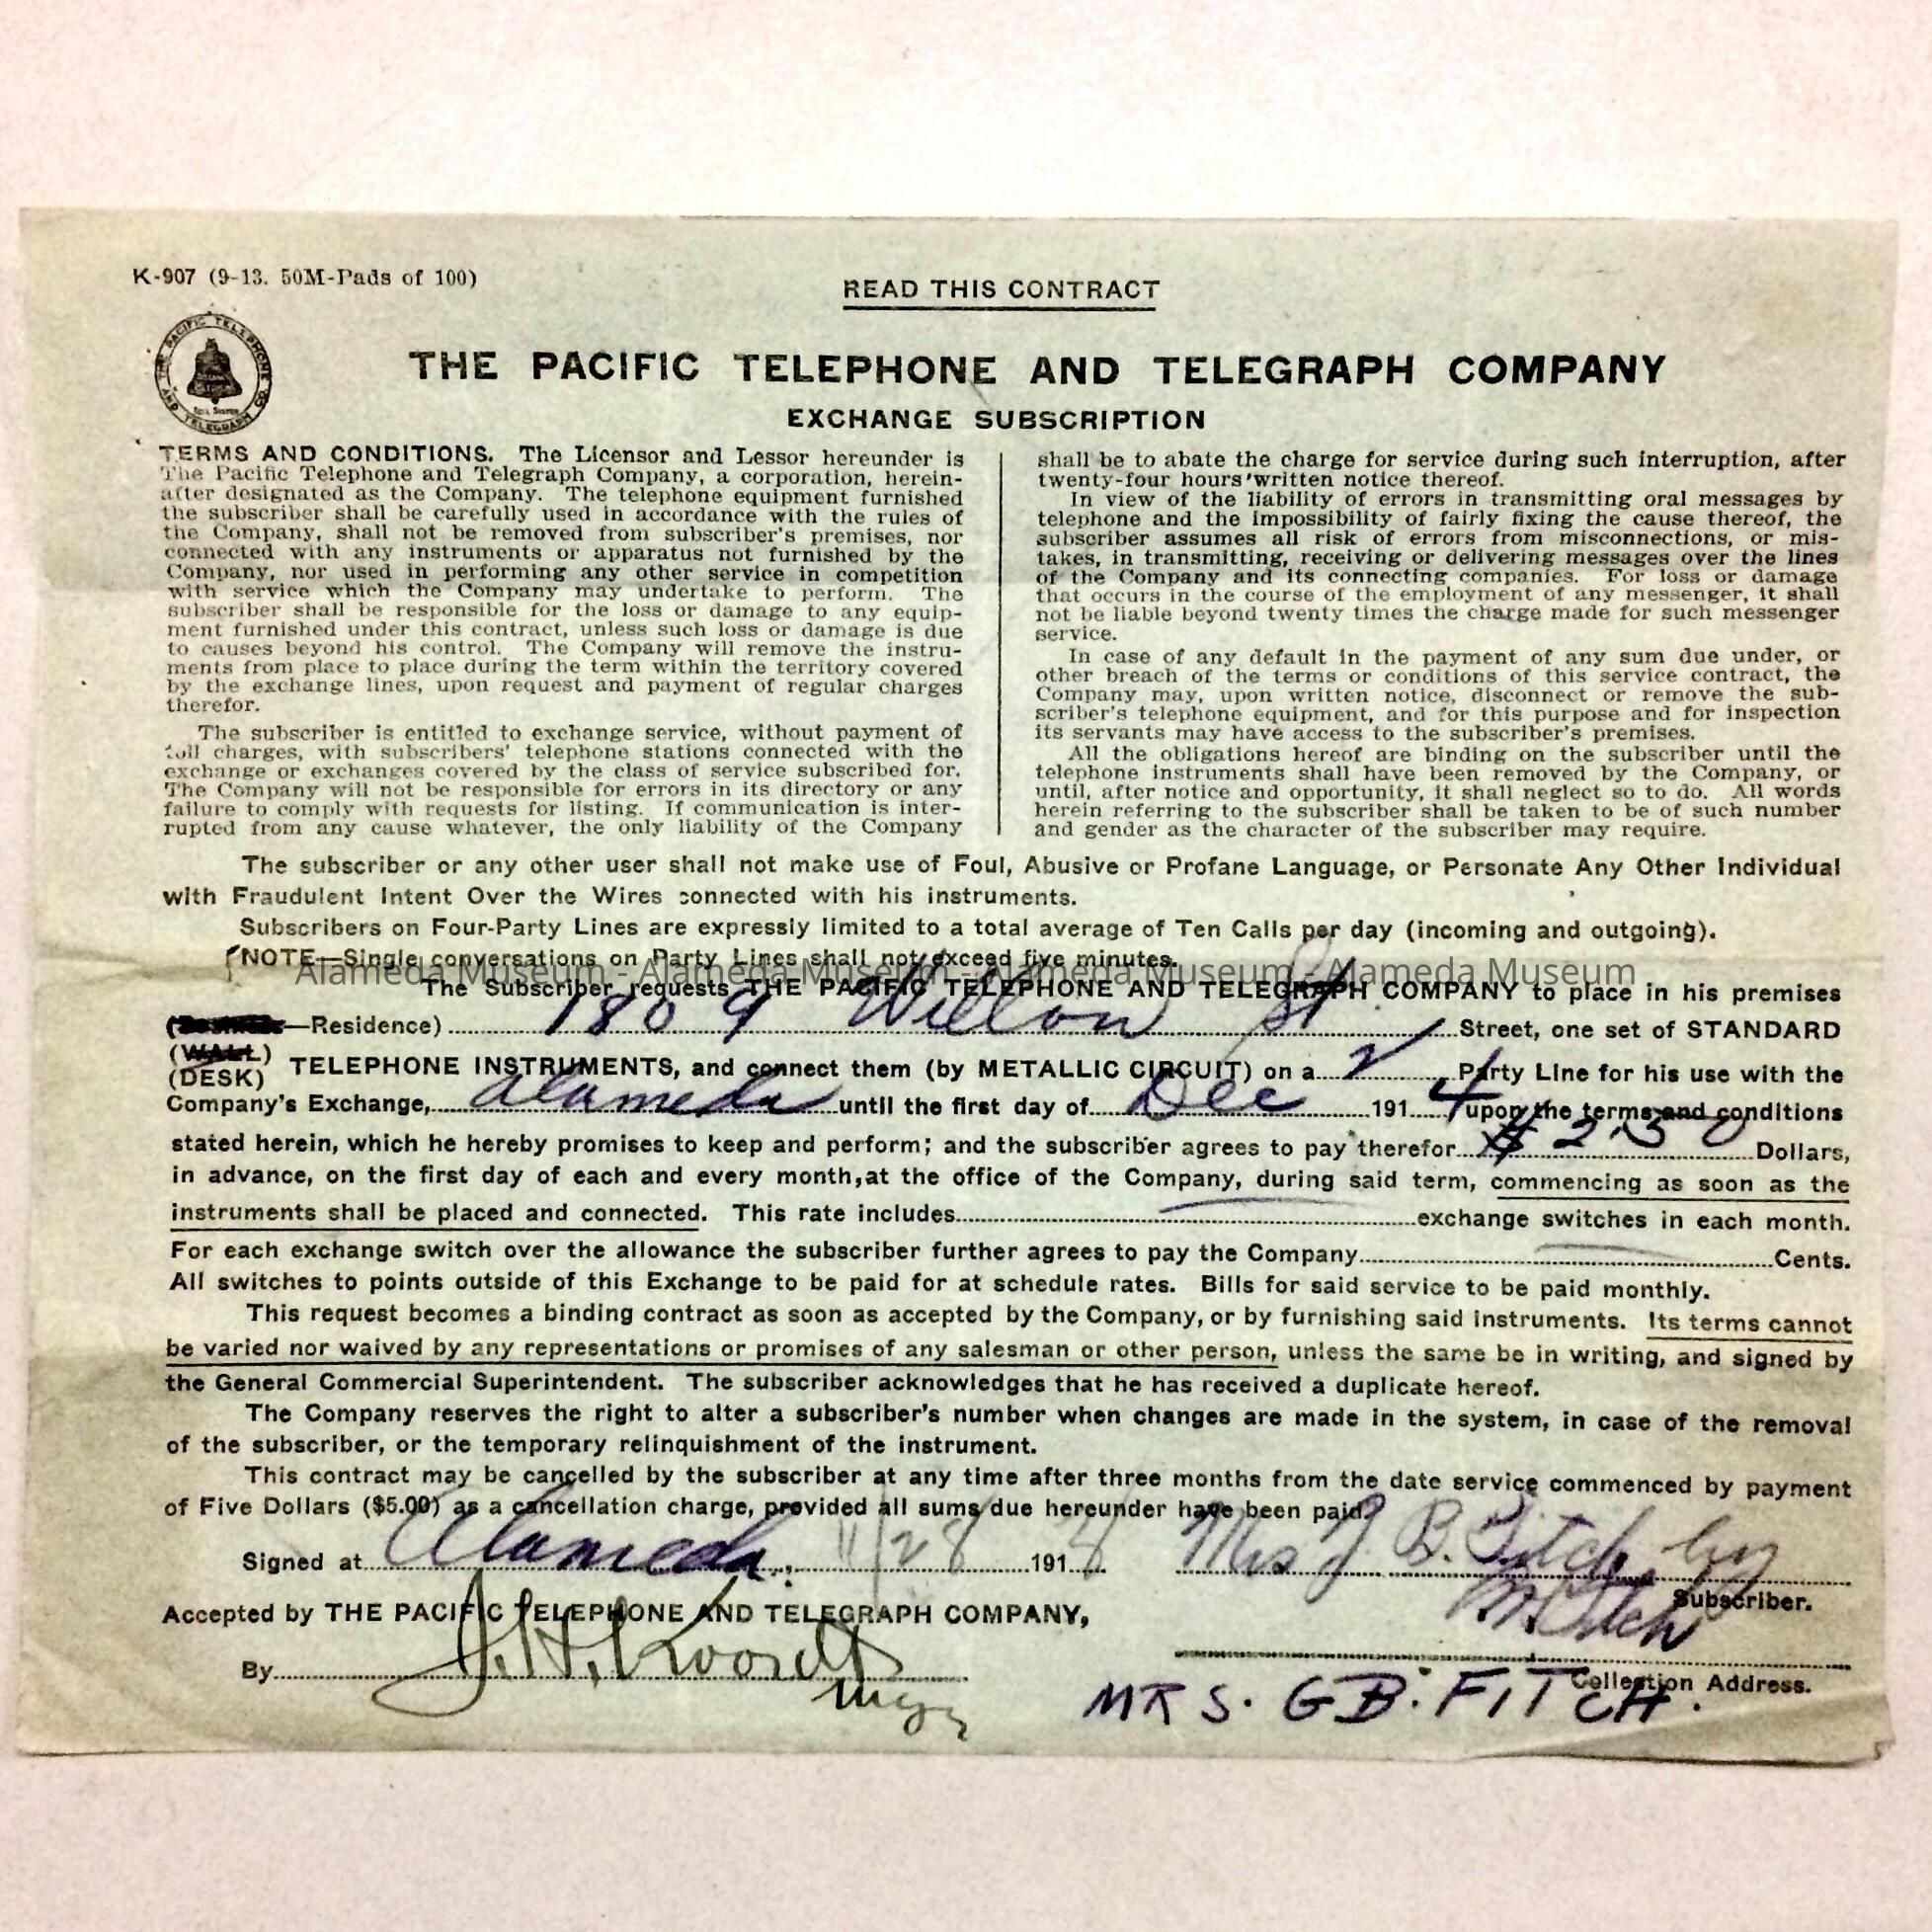 K-907 (9-13. 50M-Pads of 100)
READ THIS CONTRACT
THE PACIFIC TELEPHONE AND TELEGRAPH COMPANY
THE PACIFIC TELEPHONE AND TELEGRAPH CO
BELL SYSTEM
EXCHANGE SUBSCRIPTION
TERMS AND CONDITIONS. The Licensor and Lessor hereunder is
The Pacific Telephone and Telegraph Company, a corporation, herein-
after designated as the Company. The telephone equipment furnished
the subscriber shall be carefully used in accordance with the rules of
the Company, shall not be removed from subscriber's premises, nor
connected with any instruments or apparatus not furnished by the
Company, nor used in performing any other service in competition
with service which the Company may undertake to perform. The
subscriber shall be responsible for the loss or damage to any equip-
ment furnished under this contract, unless such loss or damage is due
to causes beyond his control. The Company will remove the instru-
ments from place to place during the term within the territory covered
by the exchange lines, upon request and payment of regular charges
therefor.
The subscriber is entitled to exchange service, without payment of
toll charges, with subscribers' telephone stations connected with the
exchange or exchanges covered by the class of service subscribed for.
The Company will not be responsible for errors in its directory or any
failure to comply with requests for listing. If communication is inter-
rupted from any cause whatever, the only liability of the Company
shall be to abate the charge for service during such interruption, after
twenty-four hours' written notice thereof.
In view of the liability of errors in transmitting oral messages by
telephone and the impossibility of fairly fixing the cause thereof, the
subscriber assumes all risk of errors from misconnections, or mis-
takes, in transmitting, receiving or delivering messages over the lines
of the Company and its connecting companies. For loss or damage
that occurs in the course of the employment of any messenger, it shall
not be liable beyond twenty times the charge made for such messenger
service.
In case of any default in the payment of any sum due under, or
other breach of the terms or conditions of this service contract, the
Company may, upon written notice, disconnect or remove the sub-
scriber's telephone equipment, and for this purpose and for inspection
its servants may have access to the subscriber's premises.
All the obligations hereof are binding on the subscriber until the
telephone instruments shall have been removed by the Company, or
until, after notice and opportunity, it shall neglect so to do. All words
herein referring to the subscriber shall be taken to be of such number
and gender as the character of the subscriber may require.
The subscriber or any other user shall not make use of Foul, Abusive or Profane Language, or Personate Any Other Individual
with Fraudulent Intent Over the Wires connected with his instruments.
Subscribers on Four-Party Lines are expressly limited to a total average of Ten Calls per day (incoming and outgoing).
NOTE—Single conversations on Party Lines shall not exceed five minutes.
Alameda Museum - Alameda Museum - Alameda Museum - Alameda Museum
The Subscriber requests THE PACIFIC TELEPHONE AND TELEGRAPH COMPANY to place in his premises
—Residence) 1809 Willow St. Street, one set of STANDARD
(WALL)
(DESK) TELEPHONE INSTRUMENTS, and connect them (by METALLIC CIRCUIT) on a 2 Party Line for his use with the
Company's Exchange, Alameda until the first day of Dec 1914 upon the terms and conditions
stated herein, which he hereby promises to keep and perform; and the subscriber agrees to pay therefor $2.50 Dollars,
in advance, on the first day of each and every month, at the office of the Company, during said term, commencing as soon as the
instruments shall be placed and connected. This rate includes exchange switches in each month.
For each exchange switch over the allowance the subscriber further agrees to pay the Company Cents.
All switches to points outside of this Exchange to be paid for at schedule rates. Bills for said service to be paid monthly.
This request becomes a binding contract as soon as accepted by the Company, or by furnishing said instruments. Its terms cannot
be varied nor waived by any representations or promises of any salesman or other person, unless the same be in writing, and signed by
the General Commercial Superintendent. The subscriber acknowledges that he has received a duplicate hereof.
The Company reserves the right to alter a subscriber's number when changes are made in the system, in case of the removal
of the subscriber, or the temporary relinquishment of the instrument.
This contract may be cancelled by the subscriber at any time after three months from the date service commenced by payment
of Five Dollars ($5.00) as a cancellation charge, provided all sums due hereunder have been paid.
Signed at Alameda. 11/28 191 Mrs B. Fitch by
Subscriber.
Accepted by THE PACIFIC TELEPHONE AND TELEGRAPH COMPANY,
By J. H.
Mgr
Collection Address.
MRS. G B. FITCH.